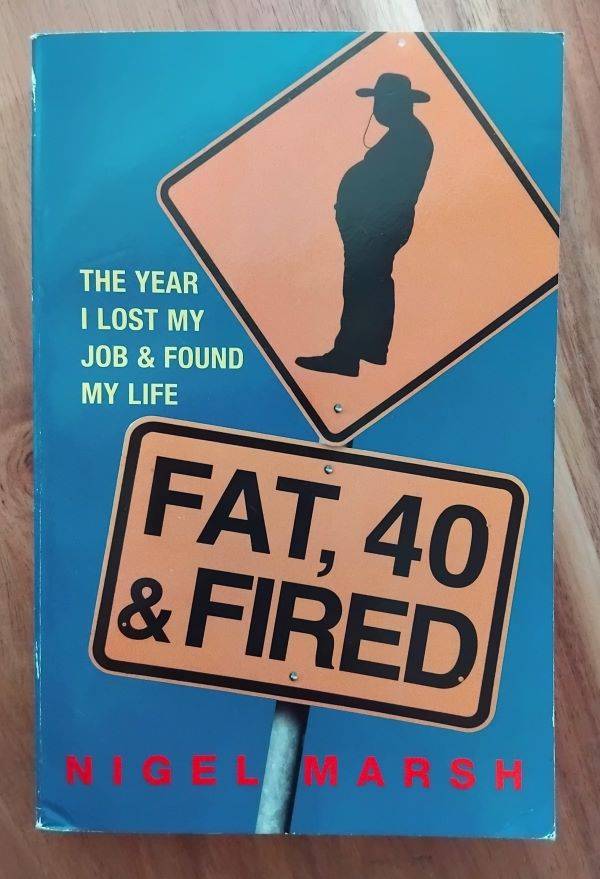 THE YEAR
I LOST MY
JOB & FOUND
MY LIFE
FAT, 40
& FIRED
NIGEL MARSH